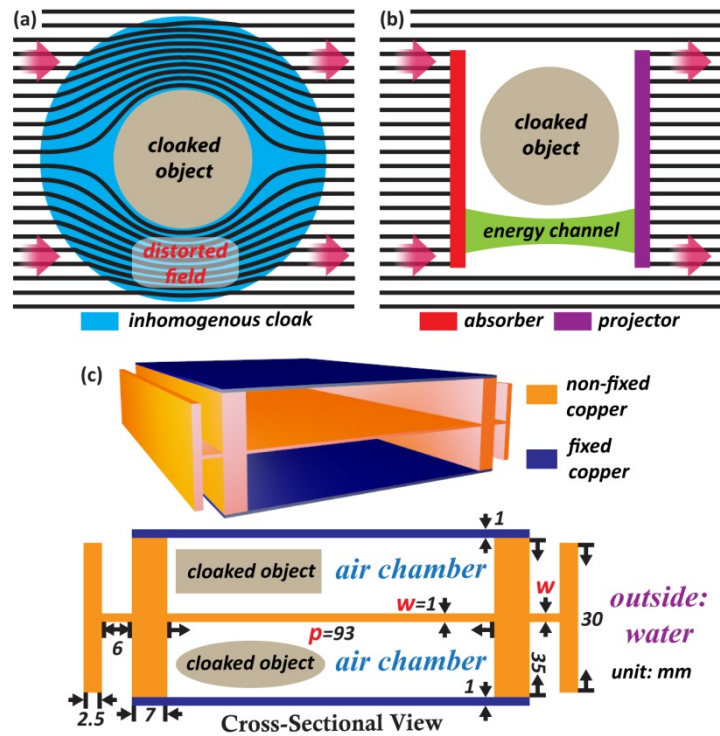 (a)
cloaked
object
distorted
field
inhomogenous cloak
(b)
cloaked
object
energy channel
absorber
projector
(c)
non-fixed
copper
fixed
copper
1
cloaked object
air chamber
w=1
w
p=93
6
cloaked object
air chamber
35
30
outside:
water
unit: mm
1
2.5
7
Cross-Sectional View